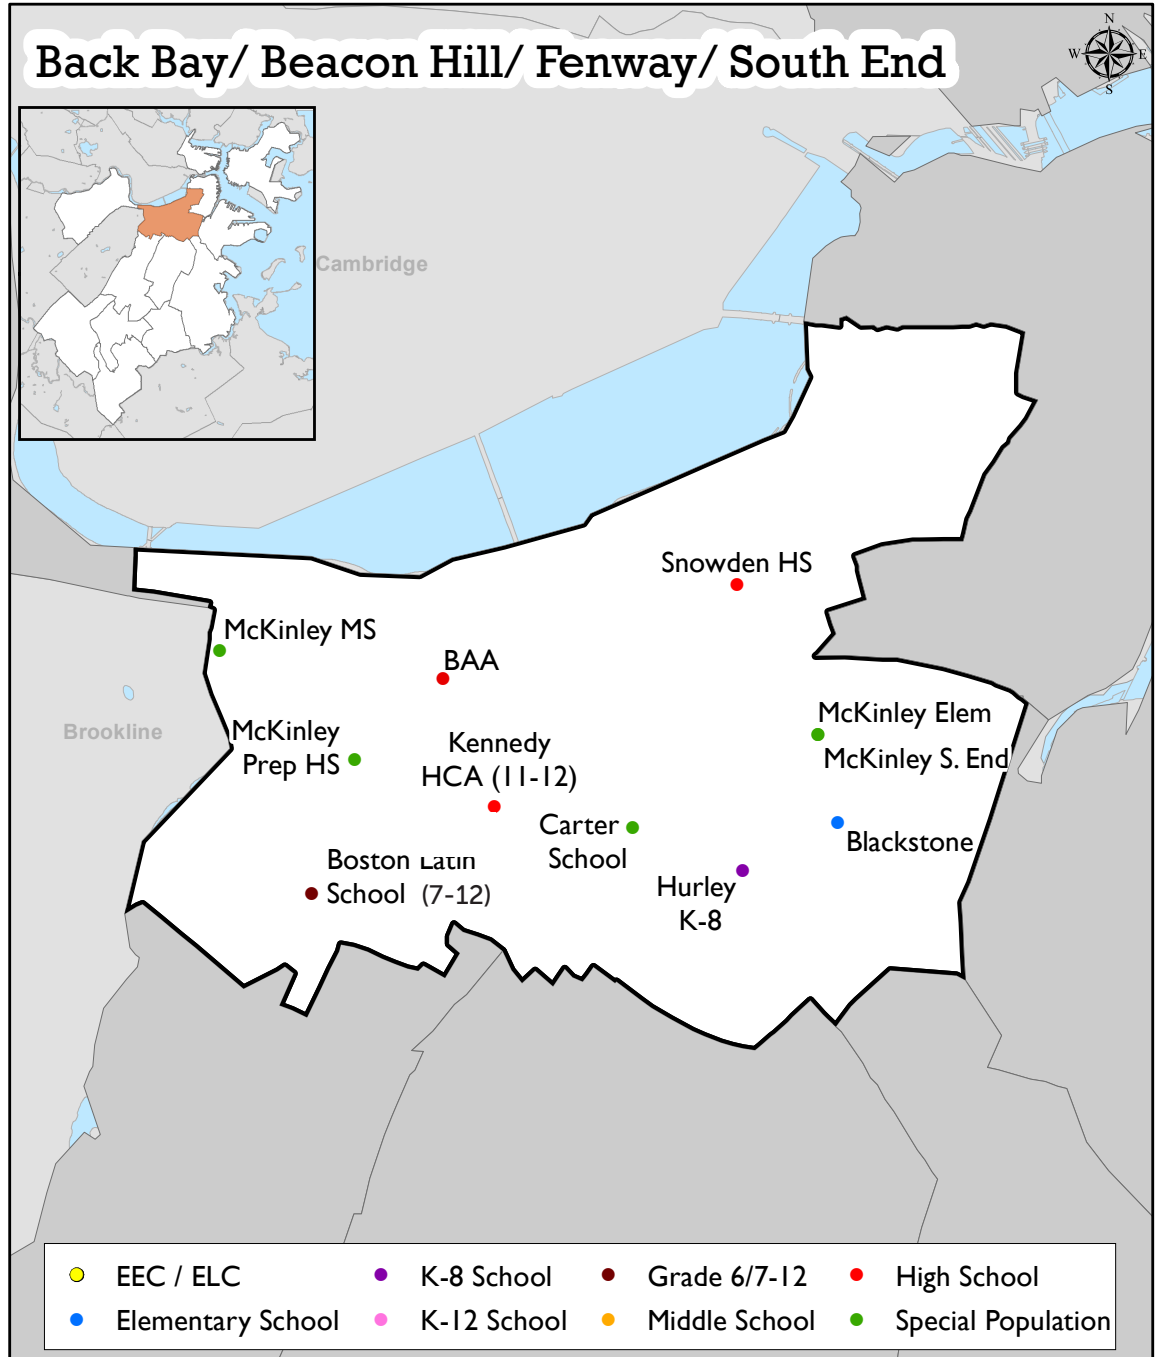 Back Bay/ Beacon Hill/ Fenway/ South End
N
W E
S
Cambridge
Snowden HS
McKinley MS
BAA
McKinley Elem
McKinley
Prep HS
Brookline
Kennedy
HCA (11-12)
McKinley S. End
Carter
School
Blackstone
Boston Latin
School (7-12)
Hurley
K-8
EEC / ELC
K-8 School
Grade 6/7-12
High School
Elementary School
K-12 School
Middle School
Special Population